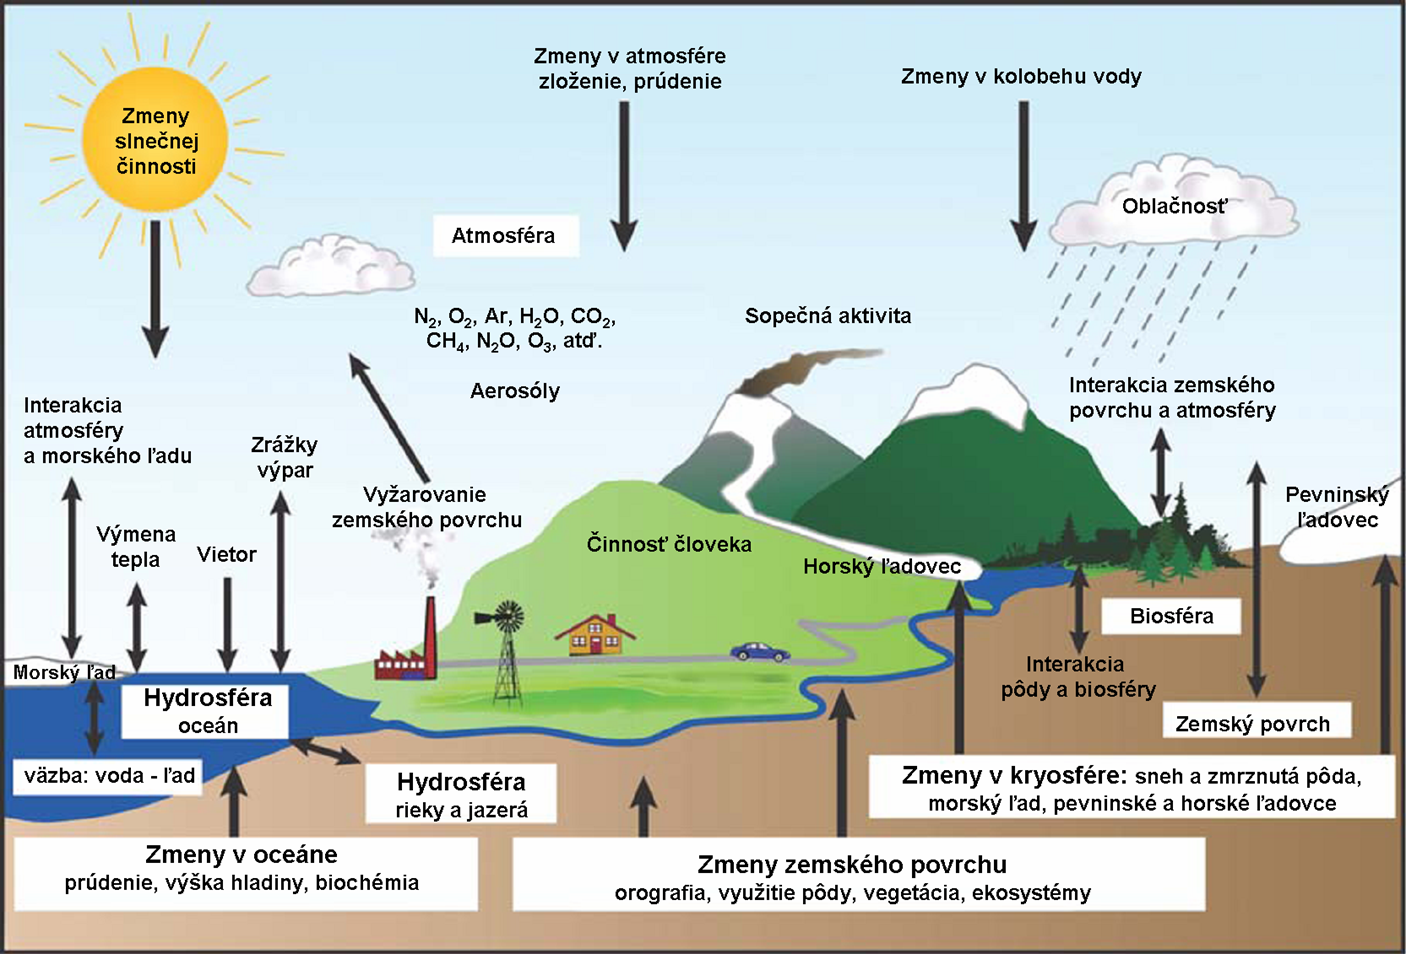 Zmeny v atmosfére
zloženie, prúdenie
Zmeny v kolobehu vody
Zmeny
slnečnej
činnosti
Oblačnosť
Atmosféra
N2, O2, Ar, H2O, CO2,
CH4, N2O, O3, atď.
Aerosóly
Sopečná aktivita
Interakcia zemského
povrchu a atmosféry
Interakcia
atmosféry
a morského ľadu
Zrážky
výpar
Výmena
tepla
Vietor
Vyžarovanie
zemského povrchu
Činnosť človeka
Horský ľadovec
Pevninský
ľadovec
Biosféra
Interakcia
pôdy a biosféry
Zemský povrch
Morský ľad
Hydrosféra
oceán
väzba: voda - ľad
Hydrosféra
rieky a jazerá
Zmeny v kryosfére: sneh a zmrznutá pôda,
morský ľad, pevninské a horské ľadovce
Zmeny v oceáne
prúdenie, výška hladiny, biochémia
Zmeny zemského povrchu
orografia, využitie pôdy, vegetácia, ekosystémy